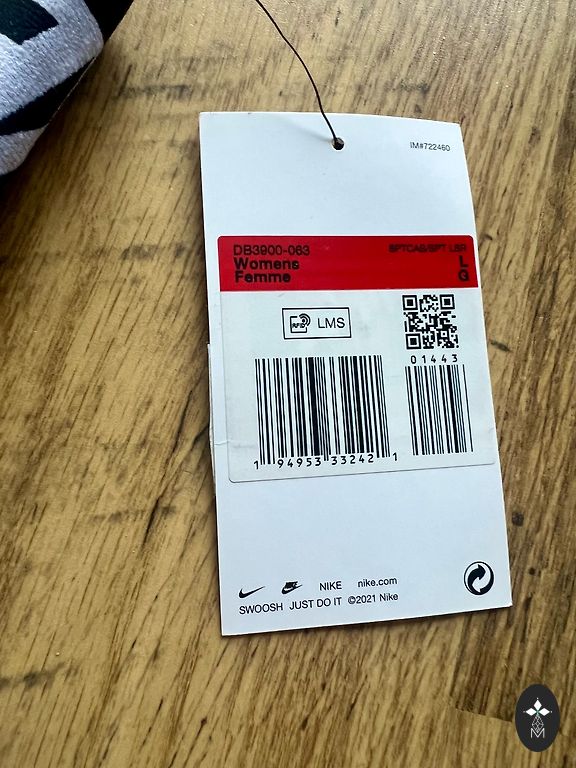 IM#722460
DB3900-063 SPTCAS/SPT LSR
Womens L
Femme G
RFID LMS
01443
1 94953 33242 1
NIKE nike.com
SWOOSH JUST DO IT ©2021 Nike
M